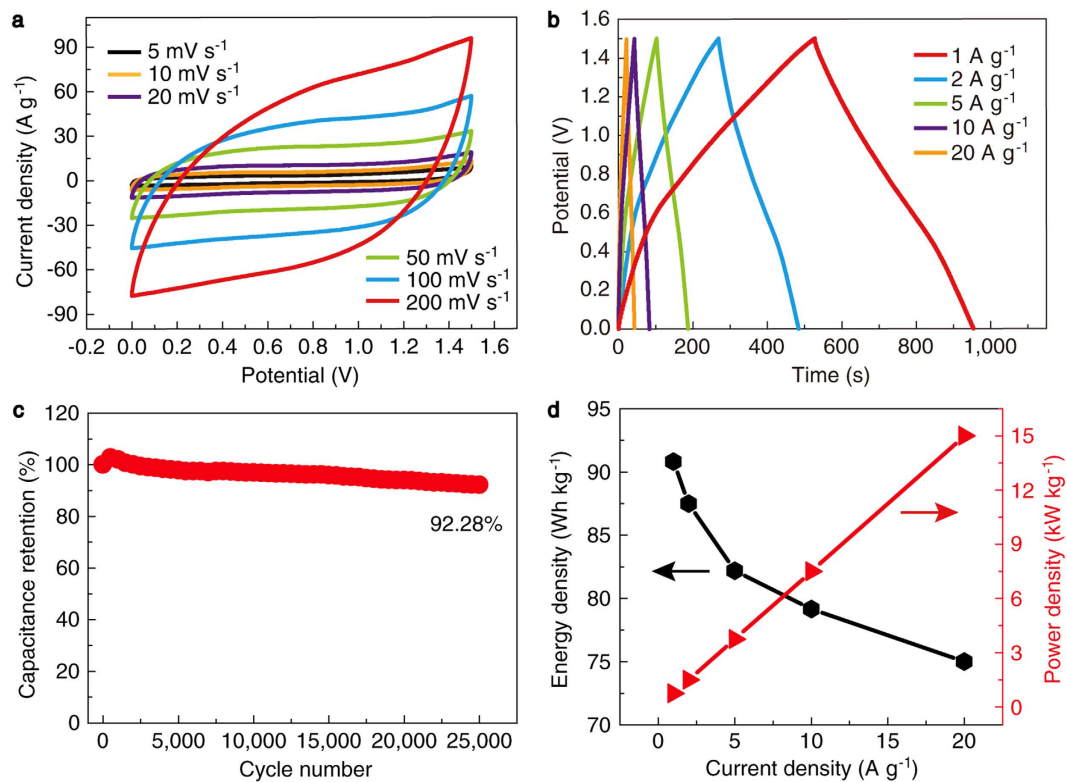 a
5 mV s⁻¹
10 mV s⁻¹
20 mV s⁻¹
50 mV s⁻¹
100 mV s⁻¹
200 mV s⁻¹
90
60
30
0
-30
-60
-90
-0.2 0.0 0.2 0.4 0.6 0.8 1.0 1.2 1.4 1.6
Current density (A g⁻¹)
Potential (V)
b
1 A g⁻¹
2 A g⁻¹
5 A g⁻¹
10 A g⁻¹
20 A g⁻¹
1.6
1.4
1.2
1.0
0.8
0.6
0.4
0.2
0.0
0 200 400 600 800 1,000
Potential (V)
Time (s)
c
120
100
80
60
40
20
0
92.28%
0 5,000 10,000 15,000 20,000 25,000
Capacitance retention (%)
Cycle number
d
95
90
85
80
75
70
15
12
9
6
3
0
0 5 10 15 20
Energy density (Wh kg⁻¹)
Power density (kW kg⁻¹)
Current density (A g⁻¹)